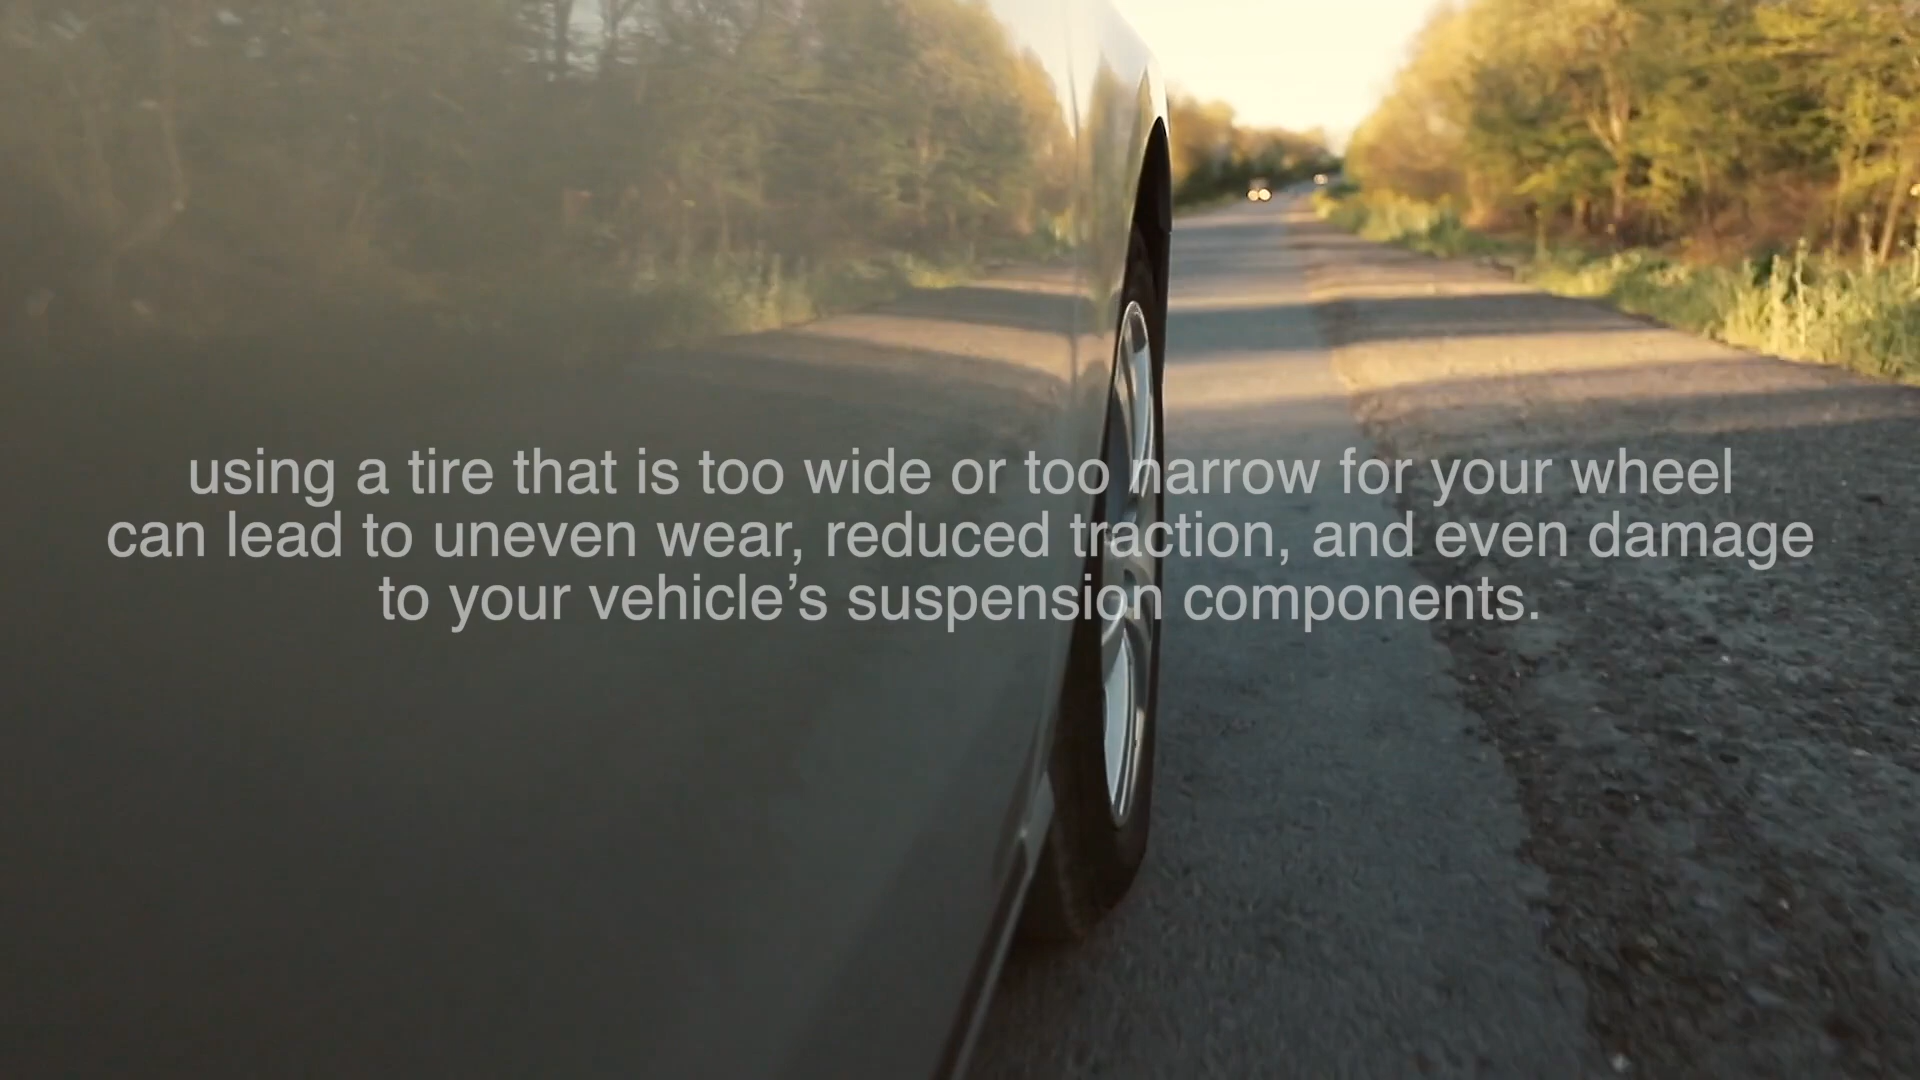 using a tire that is too wide or too narrow for your wheel
can lead to uneven wear, reduced traction, and even damage
to your vehicle’s suspension components.